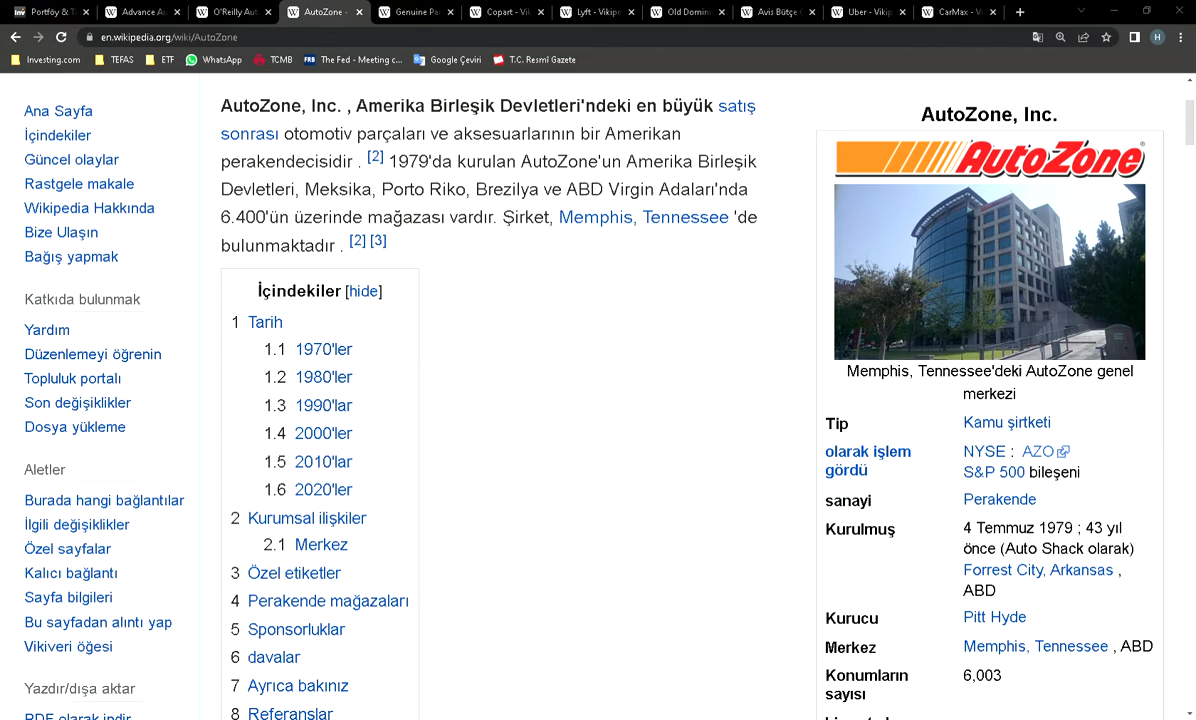 Portföy & T
Advance Au
O'Reilly Aut
AutoZone -
Genuine Pa
Copart - Vi
Lyft - Vikipe
Old Domin
Avis Bütçe
Uber - Vikip
CarMax - V
en.wikipedia.org/wiki/AutoZone
H
Investing.com
TEFAS
ETF
WhatsApp
TCMB
FRB The Fed - Meeting c...
Google Çeviri
T.C. Resmî Gazete
Ana Sayfa
İçindekiler
Güncel olaylar
Rastgele makale
Wikipedia Hakkında
Bize Ulaşın
Bağış yapmak
Katkıda bulunmak
Yardım
Düzenlemeyi öğrenin
Topluluk portalı
Son değişiklikler
Dosya yükleme
Aletler
Burada hangi bağlantılar
İlgili değişiklikler
Özel sayfalar
Kalıcı bağlantı
Sayfa bilgileri
Bu sayfadan alıntı yap
Vikiveri öğesi
Yazdır/dışa aktar
PDF olarak indir
AutoZone, Inc. , Amerika Birleşik Devletleri'ndeki en büyük satış
sonrası otomotiv parçaları ve aksesuarlarının bir Amerikan
perakendecisidir . [2] 1979'da kurulan AutoZone'un Amerika Birleşik
Devletleri, Meksika, Porto Riko, Brezilya ve ABD Virgin Adaları'nda
6.400'ün üzerinde mağazası vardır. Şirket, Memphis, Tennessee 'de
bulunmaktadır . [2] [3]
İçindekiler [hide]
1 Tarih
1.1 1970'ler
1.2 1980'ler
1.3 1990'lar
1.4 2000'ler
1.5 2010'lar
1.6 2020'ler
2 Kurumsal ilişkiler
2.1 Merkez
3 Özel etiketler
4 Perakende mağazaları
5 Sponsorluklar
6 davalar
7 Ayrıca bakınız
8 Referanslar
AutoZone, Inc.
AutoZone
Memphis, Tennessee'deki AutoZone genel
merkezi
Tip Kamu şirtketi
olarak işlem NYSE : AZO
gördü S&P 500 bileşeni
sanayi Perakende
Kurulmuş 4 Temmuz 1979 ; 43 yıl
önce (Auto Shack olarak)
Forrest City, Arkansas ,
ABD
Kurucu Pitt Hyde
Merkez Memphis, Tennessee , ABD
Konumların 6,003
sayısı